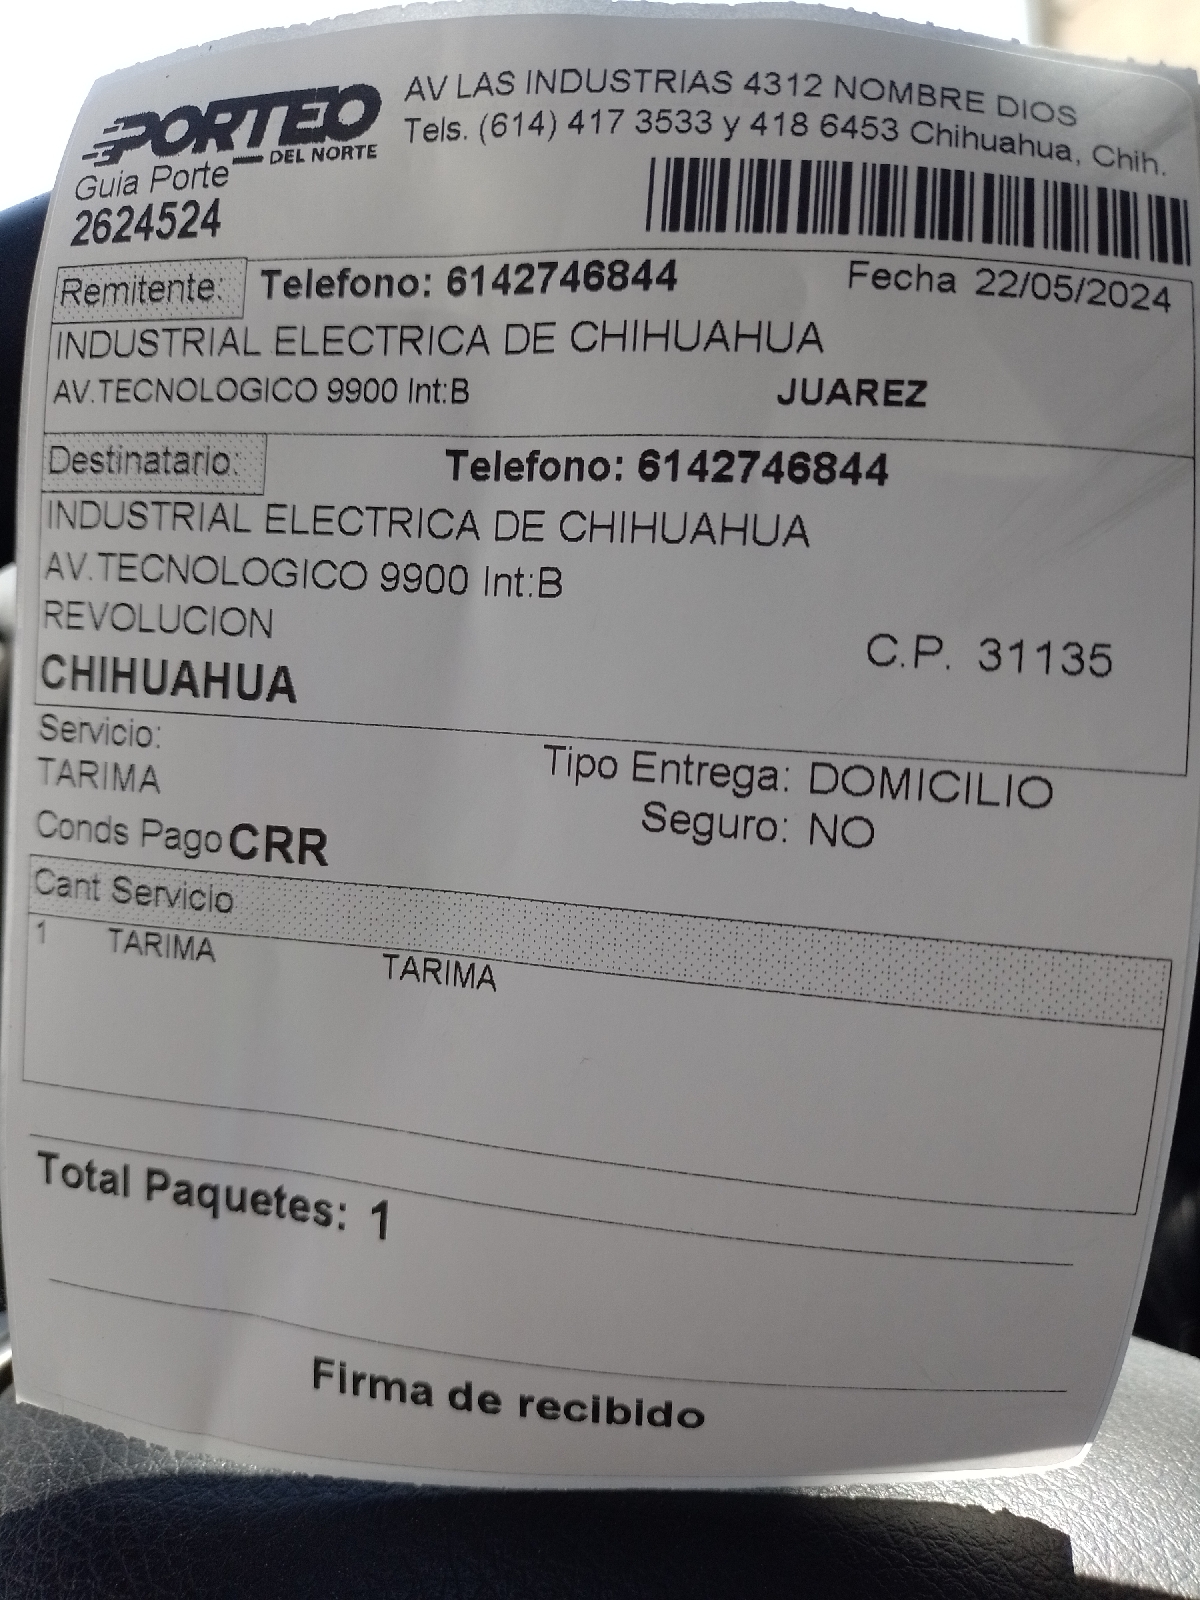 PORTEO
DEL NORTE
AV LAS INDUSTRIAS 4312 NOMBRE DIOS
Tels. (614) 417 3533 y 418 6453 Chihuahua, Chih.
Guia Porte
2624524
Remitente: Telefono: 6142746844 Fecha 22/05/2024
INDUSTRIAL ELECTRICA DE CHIHUAHUA
AV.TECNOLOGICO 9900 Int:B JUAREZ
Destinatario: Telefono: 6142746844
INDUSTRIAL ELECTRICA DE CHIHUAHUA
AV.TECNOLOGICO 9900 Int:B
REVOLUCION
C.P. 31135
CHIHUAHUA
Servicio:
TARIMA
Tipo Entrega: DOMICILIO
Seguro: NO
Conds Pago CRR
Cant Servicio
1 TARIMA TARIMA
Total Paquetes: 1
Firma de recibido